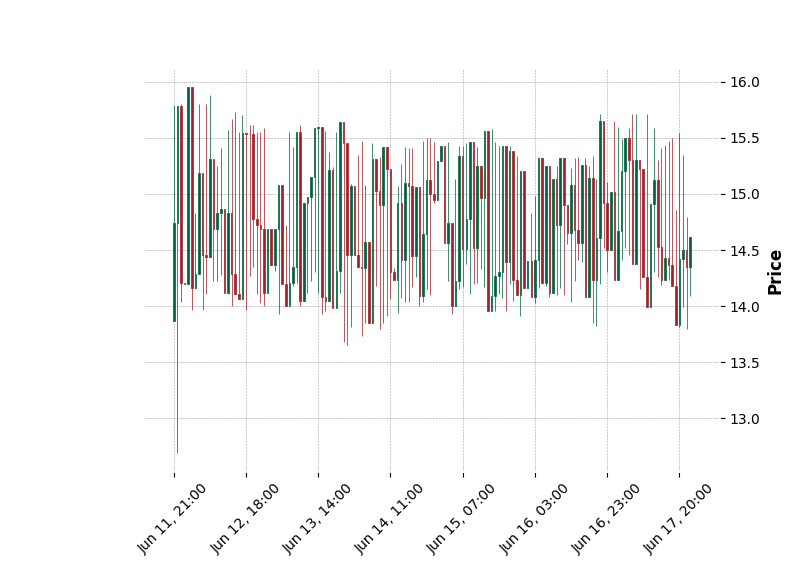 16.0
15.5
15.0
14.5
14.0
13.5
13.0
Price
Jun 11, 21:00
Jun 12, 18:00
Jun 13, 14:00
Jun 14, 11:00
Jun 15, 07:00
Jun 16, 03:00
Jun 16, 23:00
Jun 17, 20:00